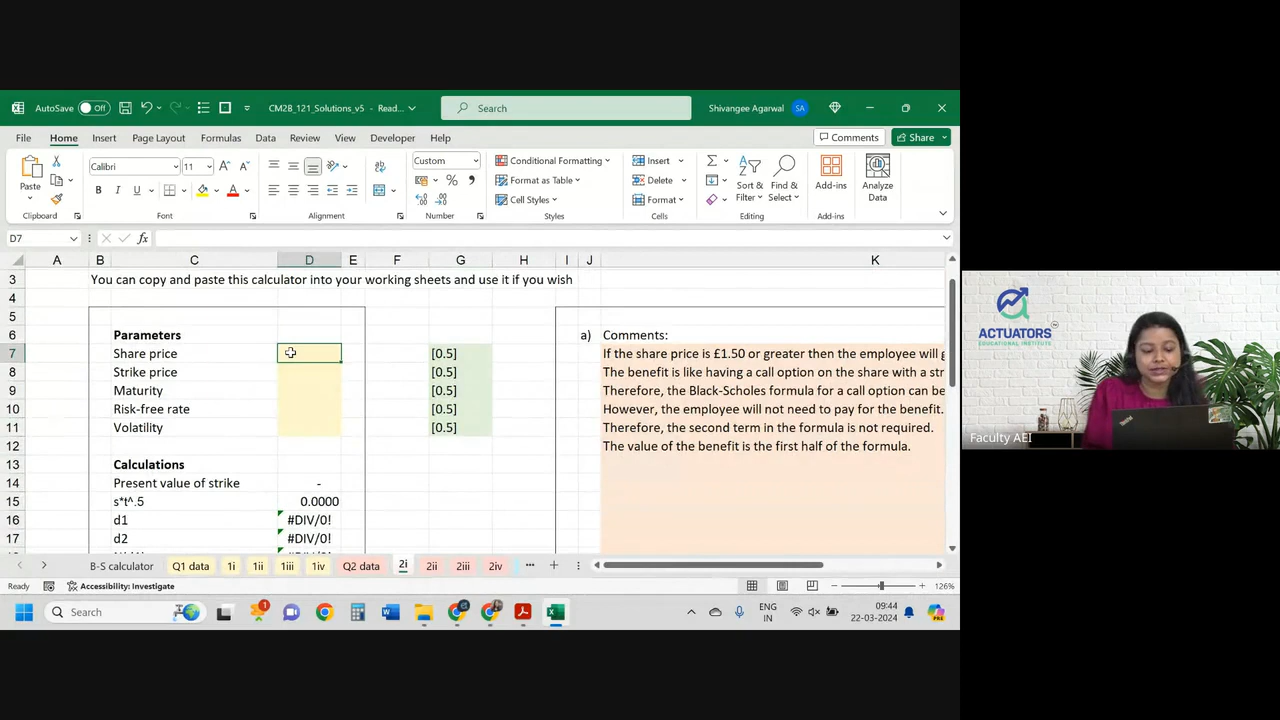 AutoSave Off CM2B_121_Solutions_v5 - Read... Search Shivangee Agarwal SA
File Home Insert Page Layout Formulas Data Review View Developer Help Comments Share
Paste Calibri 11 Custom Conditional Formatting Format as Table Cell Styles Insert Delete Format Sort & Filter Find & Select Add-ins Analyze Data
Clipboard Font Alignment Number Styles Cells Editing Add-ins
D7 fx
A B C D E F G H I J K
3 You can copy and paste this calculator into your working sheets and use it if you wish
4
5
6 Parameters a) Comments:
7 Share price [0.5] If the share price is £1.50 or greater then the employee will g
8 Strike price [0.5] The benefit is like having a call option on the share with a str
9 Maturity [0.5] Therefore, the Black-Scholes formula for a call option can be
10 Risk-free rate [0.5] However, the employee will not need to pay for the benefit.
11 Volatility [0.5] Therefore, the second term in the formula is not required.
12 The value of the benefit is the first half of the formula.
13 Calculations
14 Present value of strike -
15 s*t^.5 0.0000
16 d1 #DIV/0!
17 d2 #DIV/0!
B-S calculator Q1 data 1i 1ii 1iii 1iv Q2 data 2i 2ii 2iii 2iv ...
Ready Accessibility: Investigate 126%
Search ENG IN 09:44 22-03-2024
ACTUATORS
EDUCATIONAL INSTITUTE
Faculty AEI